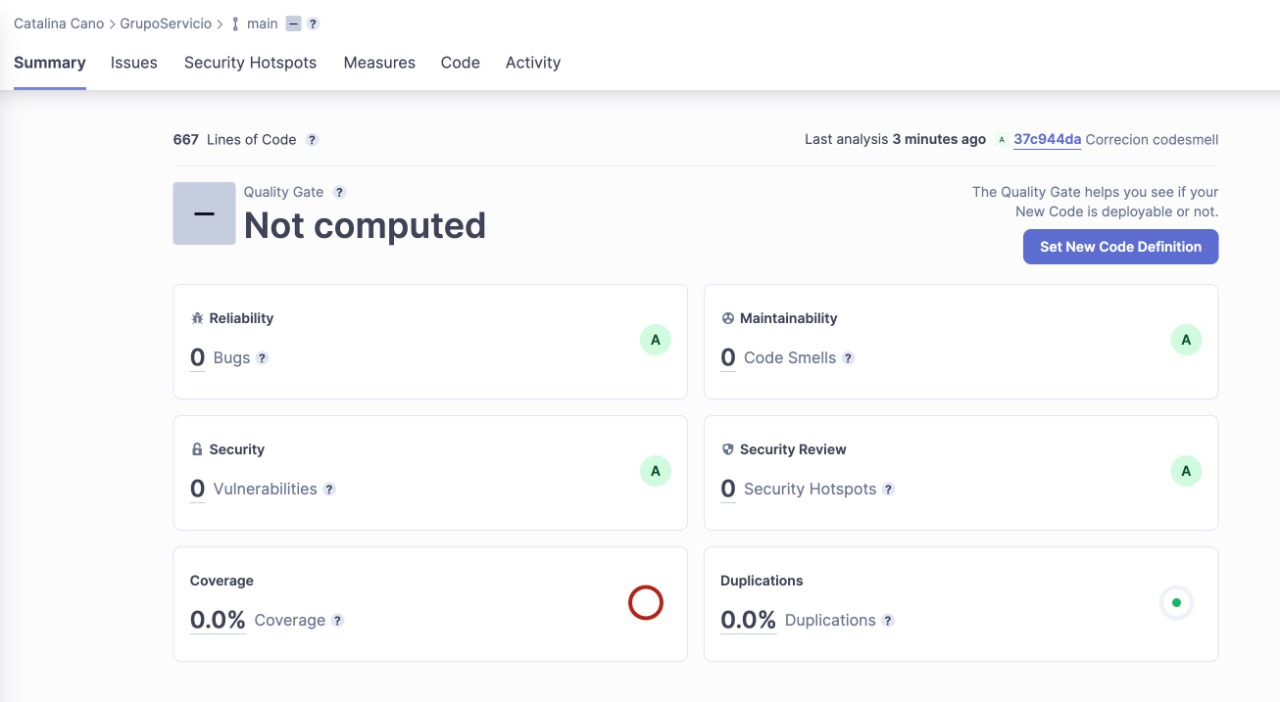 Catalina Cano > GrupoServicio > main – ?
Summary Issues Security Hotspots Measures Code Activity
667 Lines of Code ? Last analysis 3 minutes ago A 37c944da Correcion codesmell
Quality Gate ?
– Not computed
The Quality Gate helps you see if your
New Code is deployable or not.
Set New Code Definition
Reliability
0 Bugs ? A
Maintainability
0 Code Smells ? A
Security
0 Vulnerabilities ? A
Security Review
0 Security Hotspots ? A
Coverage
0.0% Coverage ?
Duplications
0.0% Duplications ?